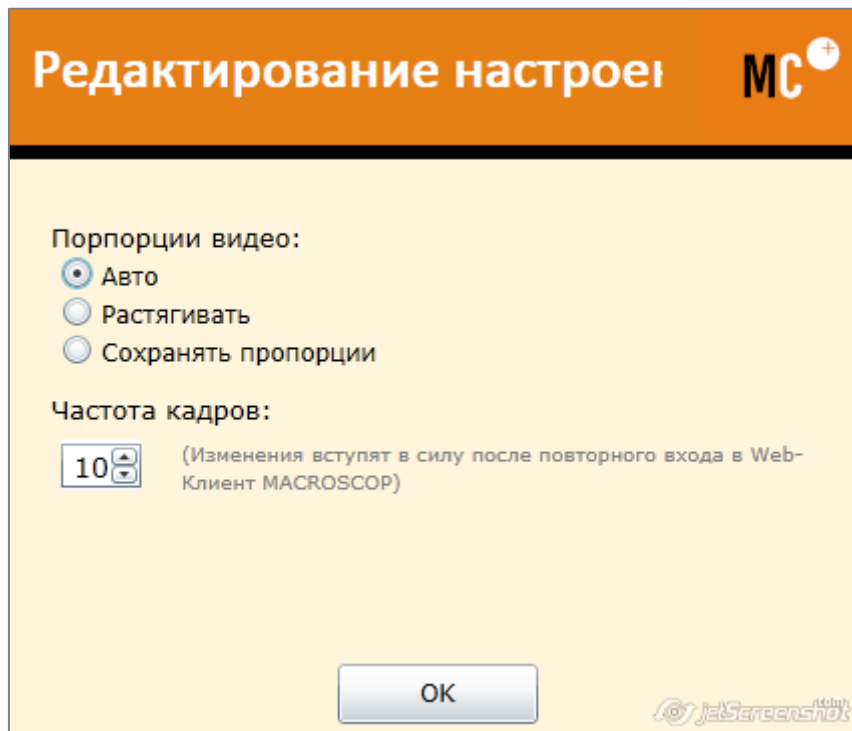 Редактирование настроен
MC+
Порпорции видео:
Авто
Растягивать
Сохранять пропорции
Частота кадров:
10 (Изменения вступят в силу после повторного входа в Web-
Клиент MACROSCOP)
OK
jetScreenshot